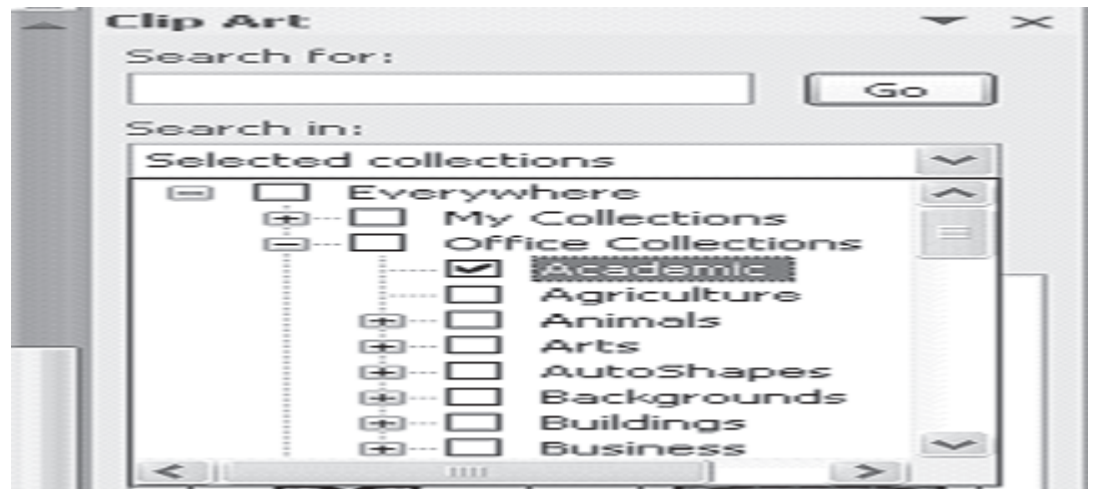 Clip Art
Search for:
Go
Search in:
Selected collections
Everywhere
My Collections
Office Collections
Academic
Agriculture
Animals
Arts
AutoShapes
Backgrounds
Buildings
Business